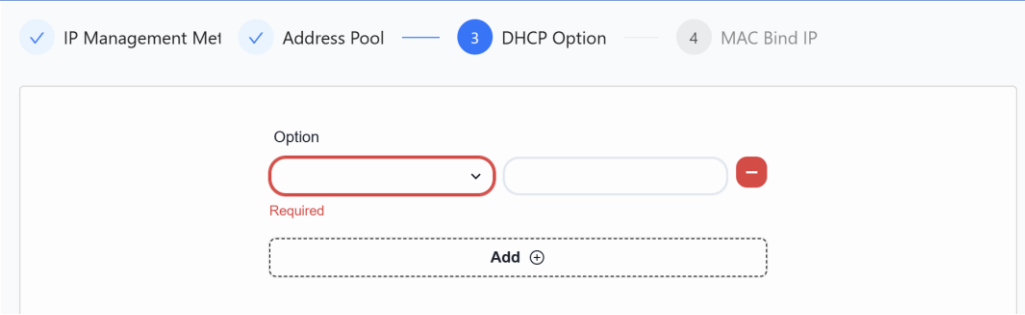 IP Management Met Address Pool 3 DHCP Option 4 MAC Bind IP
Option
Required
Add